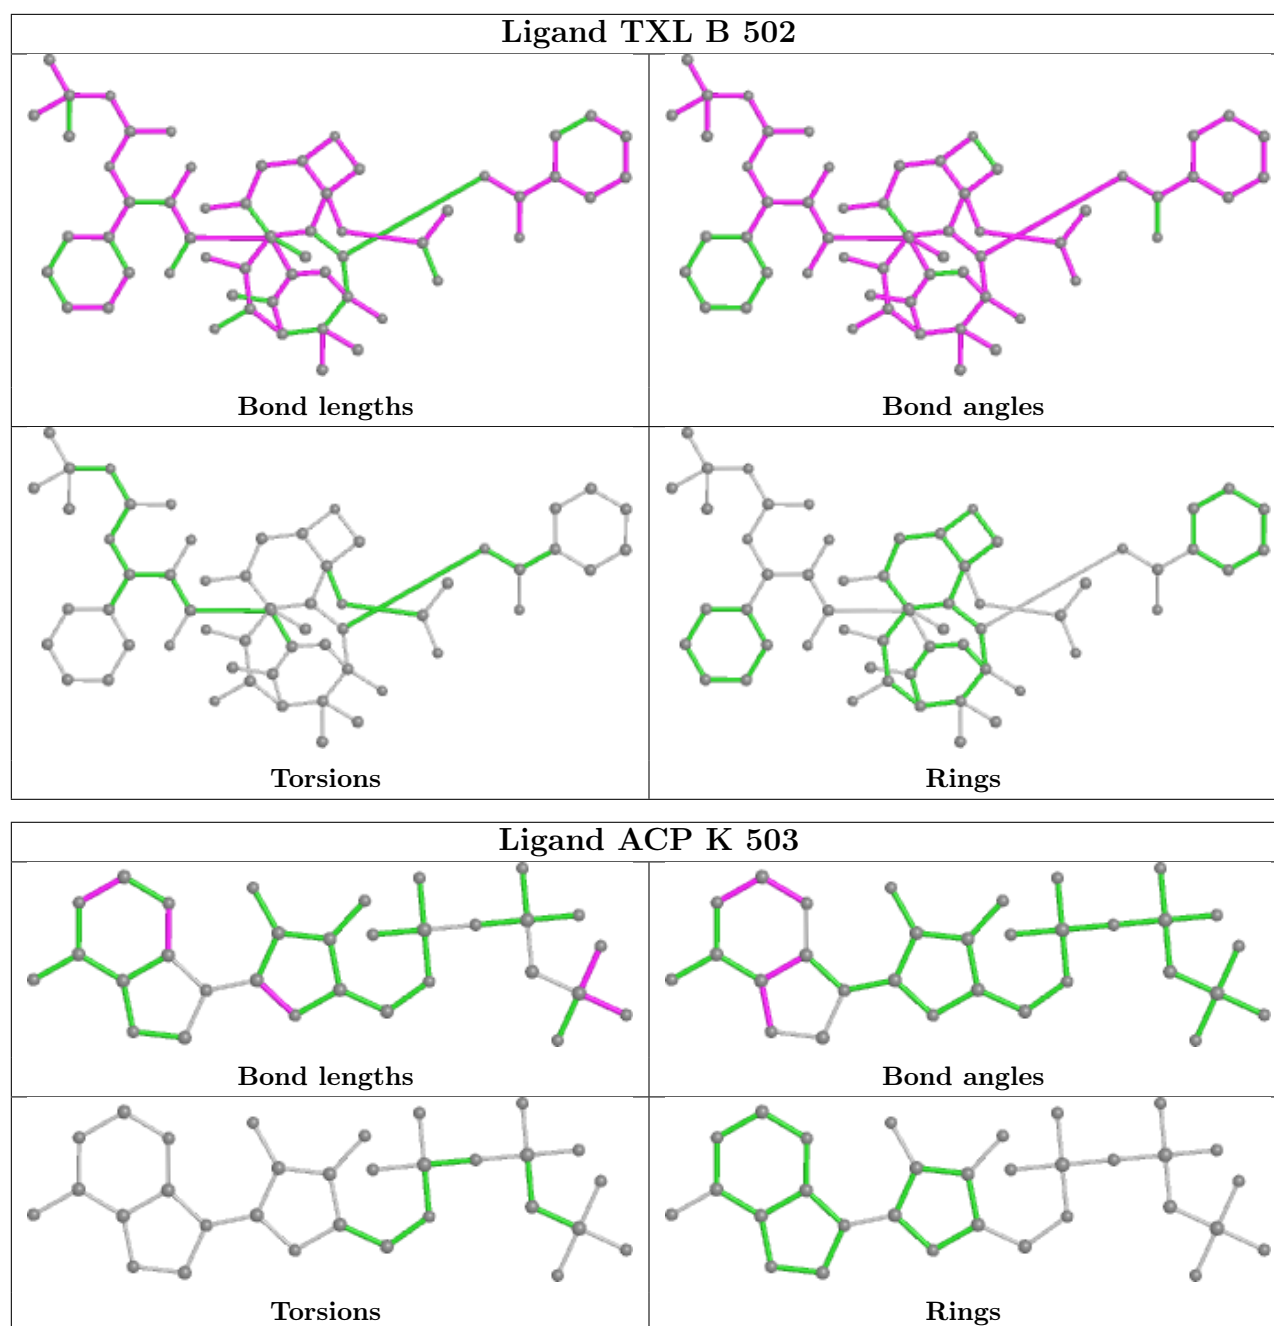 Ligand TXL B 502
Bond lengths
Bond angles
Torsions
Rings
Ligand ACP K 503
Bond lengths
Bond angles
Torsions
Rings